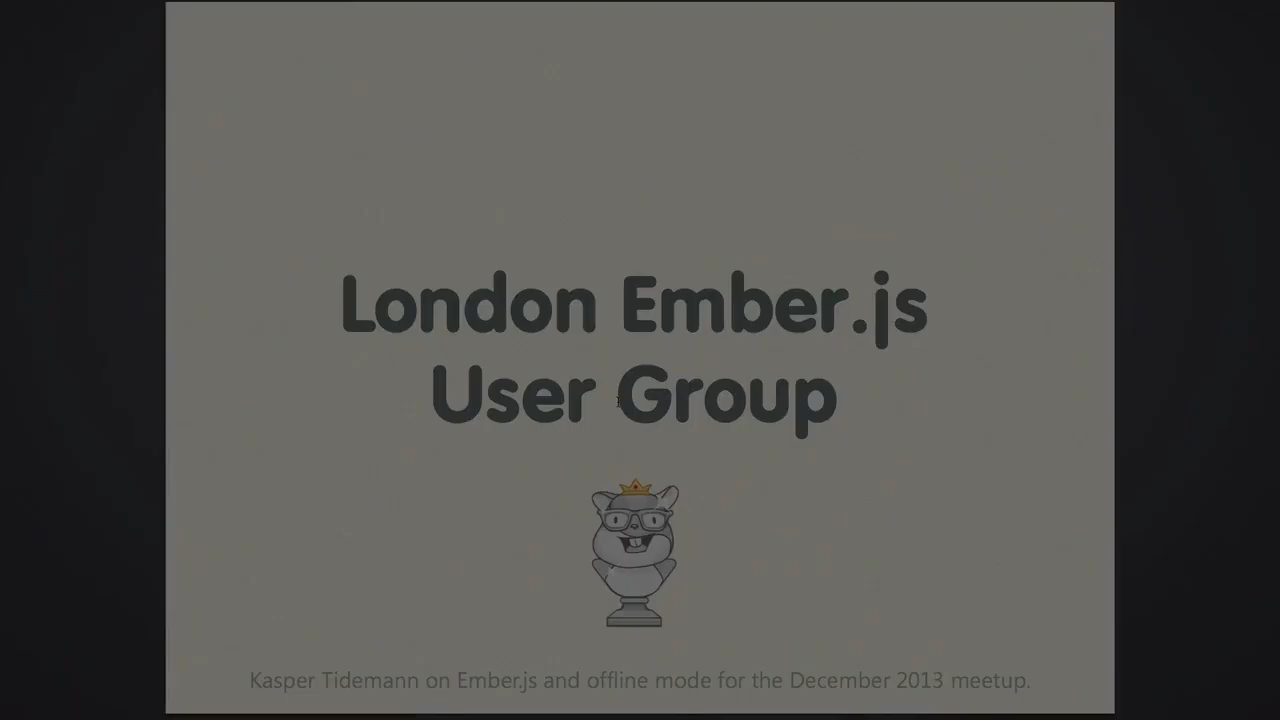 London Ember.js
User Group
Kasper Tidemann on Ember.js and offline mode for the December 2013 meetup.